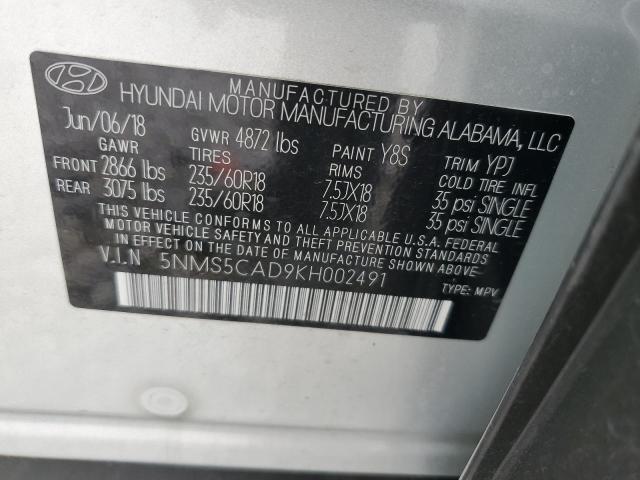 MANUFACTURED BY
HYUNDAI MOTOR MANUFACTURING ALABAMA, LLC
Jun/06/18 GVWR 4872 lbs PAINT Y8S TRIM YPJ
GAWR TIRES RIMS COLD TIRE INFL
FRONT 2866 lbs 235/60R18 7.5JX18 35 psi SINGLE
REAR 3075 lbs 235/60R18 7.5JX18 35 psi SINGLE
THIS VEHICLE CONFORMS TO ALL APPLICABLE U.S.A. FEDERAL
MOTOR VEHICLE SAFETY AND THEFT PREVENTION STANDARDS
IN EFFECT ON THE DATE OF MANUFACTURE SHOWN ABOVE.
V.I.N 5NMS5CAD9KH002491
TYPE: MPV